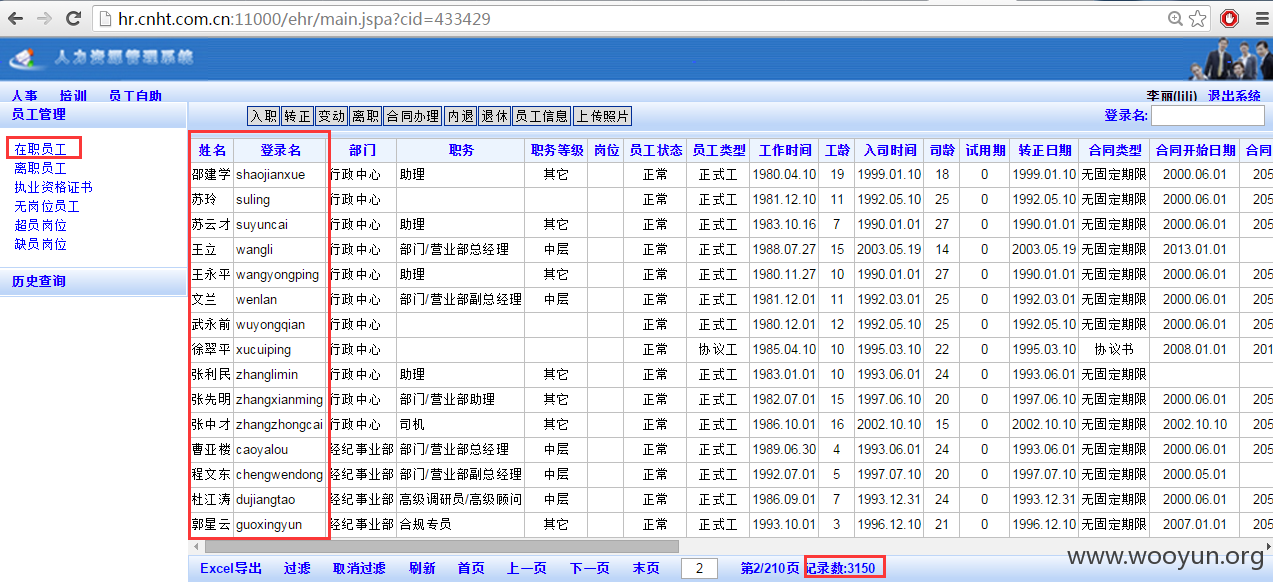 hr.cnht.com.cn:11000/ehr/main.jspa?cid=433429
人力资源管理系统
人事 培训 员工自助 李丽(lili) 退出系统
员工管理
入职 转正 变动 离职 合同办理 内退 退休 员工信息 上传照片 登录名:
在职员工
离职员工
执业资格证书
无岗位员工
超员岗位
缺员岗位
历史查询
姓名 登录名 部门 职务 职务等级 岗位 员工状态 员工类型 工作时间 工龄 入司时间 司龄 试用期 转正日期 合同类型 合同开始日期 合同
邵建学 shaojianxue 行政中心 助理 其它 正常 正式工 1980.04.10 19 1999.01.10 18 0 1999.01.10 无固定期限 2000.06.01 205
苏玲 suling 行政中心 正常 正式工 1981.12.10 11 1992.05.10 25 0 1992.05.10 无固定期限 2000.06.01 205
苏云才 suyuncai 行政中心 助理 其它 正常 正式工 1983.10.16 7 1990.01.01 27 0 1990.01.01 无固定期限 2000.06.01 205
王立 wangli 行政中心 部门/营业部总经理 中层 正常 正式工 1988.07.27 15 2003.05.19 14 0 2003.05.19 无固定期限 2013.01.01
王永平 wangyongping 行政中心 助理 其它 正常 正式工 1980.11.27 10 1990.01.01 27 0 1990.01.01 无固定期限 2000.06.01 205
文兰 wenlan 行政中心 部门/营业部副总经理 中层 正常 正式工 1981.12.01 11 1992.03.01 25 0 1992.03.01 无固定期限 2000.06.01 205
武永前 wuyongqian 行政中心 正常 正式工 1980.12.01 12 1992.05.10 25 0 1992.05.10 无固定期限 2000.06.01 205
徐翠平 xucuiping 行政中心 正常 协议工 1985.04.10 10 1995.03.10 22 0 1995.03.10 协议书 2008.01.01 201
张利民 zhanglimin 行政中心 助理 其它 正常 正式工 1983.01.01 10 1993.06.01 24 0 1993.06.01 无固定期限
张先明 zhangxianming 行政中心 部门/营业部助理 其它 正常 正式工 1982.07.01 15 1997.06.10 20 0 1997.06.10 无固定期限 2000.06.01 205
张中才 zhangzhongcai 行政中心 司机 其它 正常 正式工 1986.10.01 16 2002.10.10 15 0 2002.10.10 无固定期限 2002.10.10 205
曹亚楼 caoyalou 经纪事业部 部门/营业部总经理 中层 正常 正式工 1989.06.30 4 1993.06.01 24 0 1993.06.01 无固定期限 2000.06.01 205
程文东 chengwendong 经纪事业部 部门/营业部副总经理 中层 正常 正式工 1992.07.01 5 1997.07.10 20 0 1997.07.10 无固定期限 2000.05.01
杜江涛 dujiangtao 经纪事业部 高级调研员/高级顾问 中层 正常 正式工 1986.09.01 7 1993.12.31 24 0 1993.12.31 无固定期限 2000.06.01 205
郭星云 guoxingyun 经纪事业部 合规专员 其它 正常 正式工 1993.10.01 3 1996.12.10 21 0 1996.12.10 无固定期限 2007.01.01 205
Excel导出 过滤 取消过滤 刷新 首页 上一页 下一页 末页 2 第2/210页 记录数:3150
www.wooyun.org